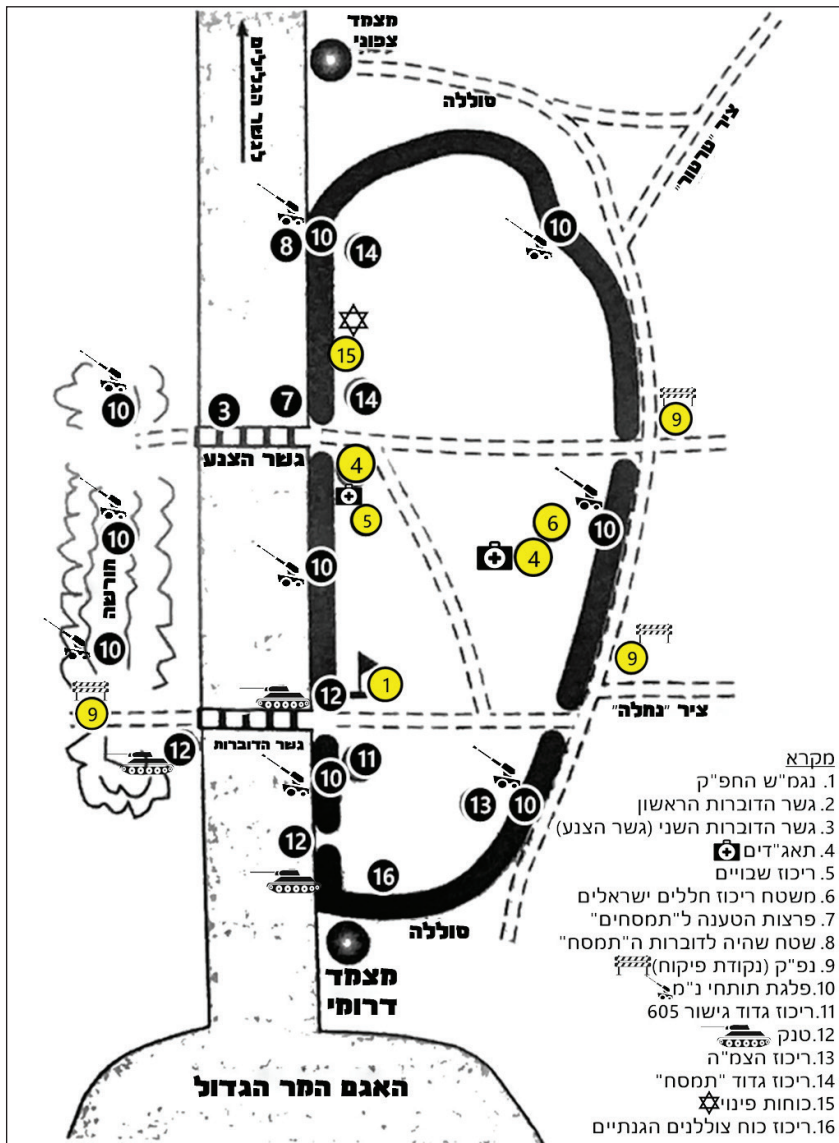 מצמד
צפוני
לגשר הגלילים
סוללה
ציר "טרטור"
10
8
10
14
15
10
3
7
14
9
גשר הצנע
4
5
10
6
10
4
10
חורשה
10
1
9
9
12
ציר "נחלה"
גשר הדוברות
12
10
11
13
10
12
16
סוללה
מצמד
דרומי
האגם המר הגדול
מקרא
1. נגמ"ש החפ"ק
2. גשר הדוברות הראשון
3. גשר הדוברות השני (גשר הצנע)
4. תאג"דים
5. ריכוז שבויים
6. משטח ריכוז חללים ישראלים
7. פרצות הטענה ל"תמסחים"
8. שטח שהיה לדוברות ה"תמסח"
9. נפ"ק (נקודת פיקוח)
10.פלגת תותחי נ"מ
11.ריכוז גדוד גישור 605
12.טנק
13.ריכוז הצמ"ה
14.ריכוז גדוד "תמסח"
15.כוחות פינוי
16.ריכוז כוח צוללנים הגנתיים